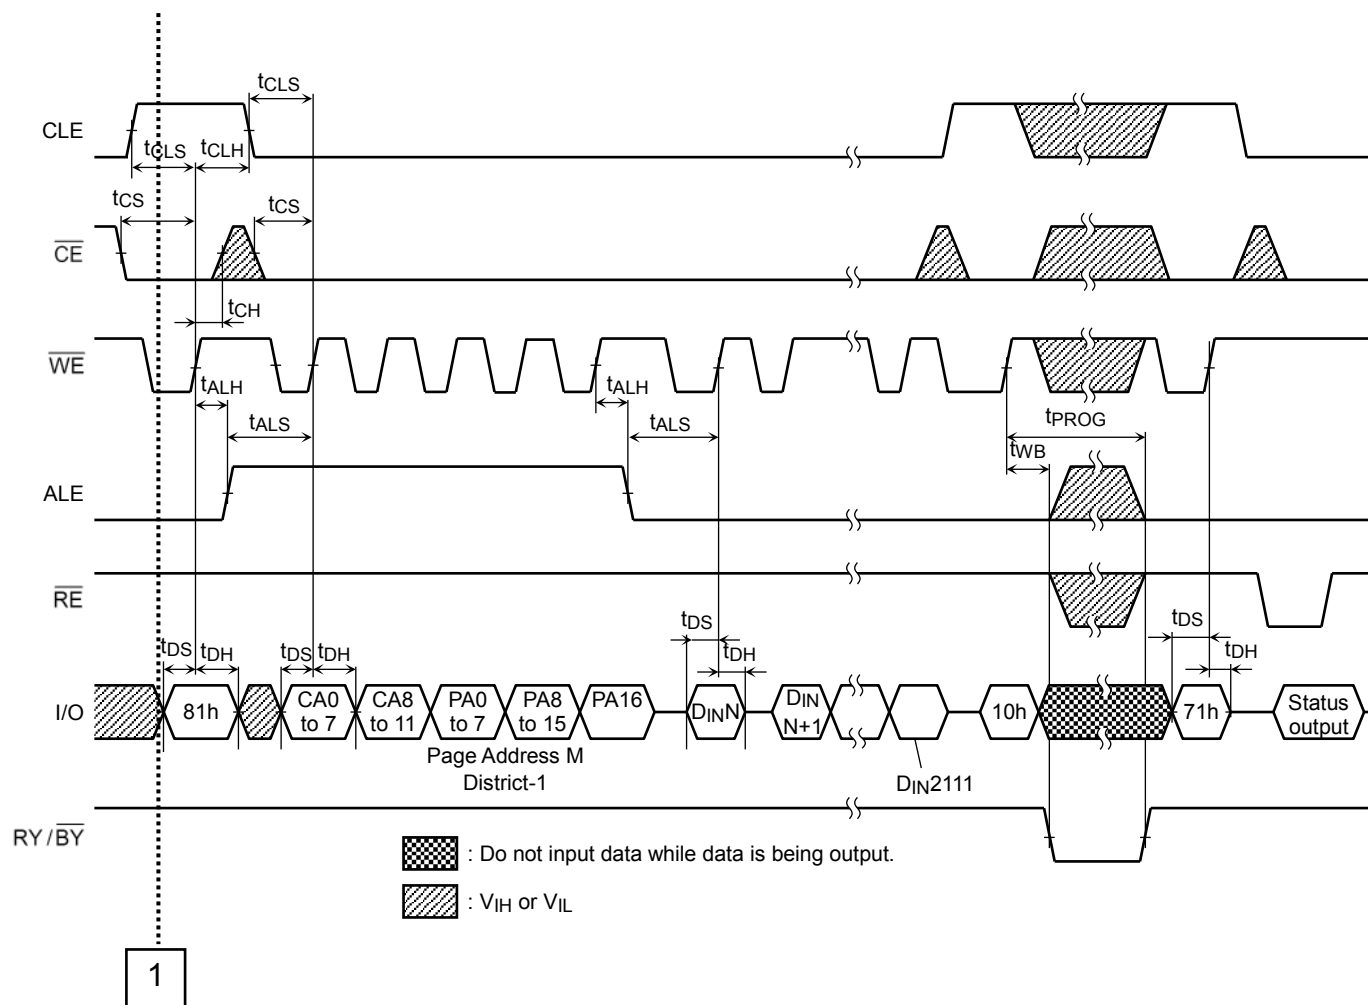 tCLS
CLE
tCLS tCLH
tCS tCS
CE
tCH
WE
tALH tALH
tALS tALS tPROG
tWB
ALE
RE
tDS tDS
tDS tDH tDS tDH tDH tDH
I/O 81h CA0 to 7 CA8 to 11 PA0 to 7 PA8 to 15 PA16 DINN DIN N+1 10h 71h Status output
Page Address M
District-1
DIN2111
RY/BY
: Do not input data while data is being output.
: VIH or VIL
1